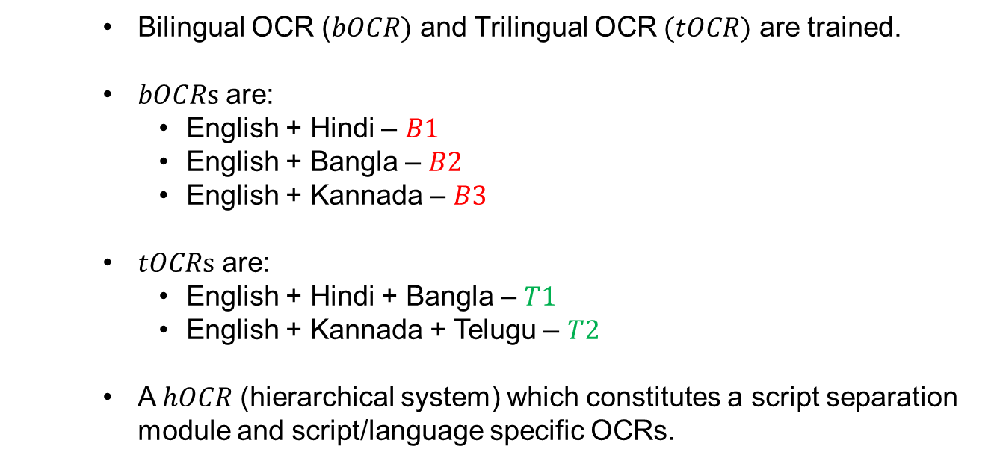 • Bilingual OCR (bOCR) and Trilingual OCR (tOCR) are trained.
• bOCRs are:
• English + Hindi – B1
• English + Bangla – B2
• English + Kannada – B3
• tOCRs are:
• English + Hindi + Bangla – T1
• English + Kannada + Telugu – T2
• A hOCR (hierarchical system) which constitutes a script separation
module and script/language specific OCRs.